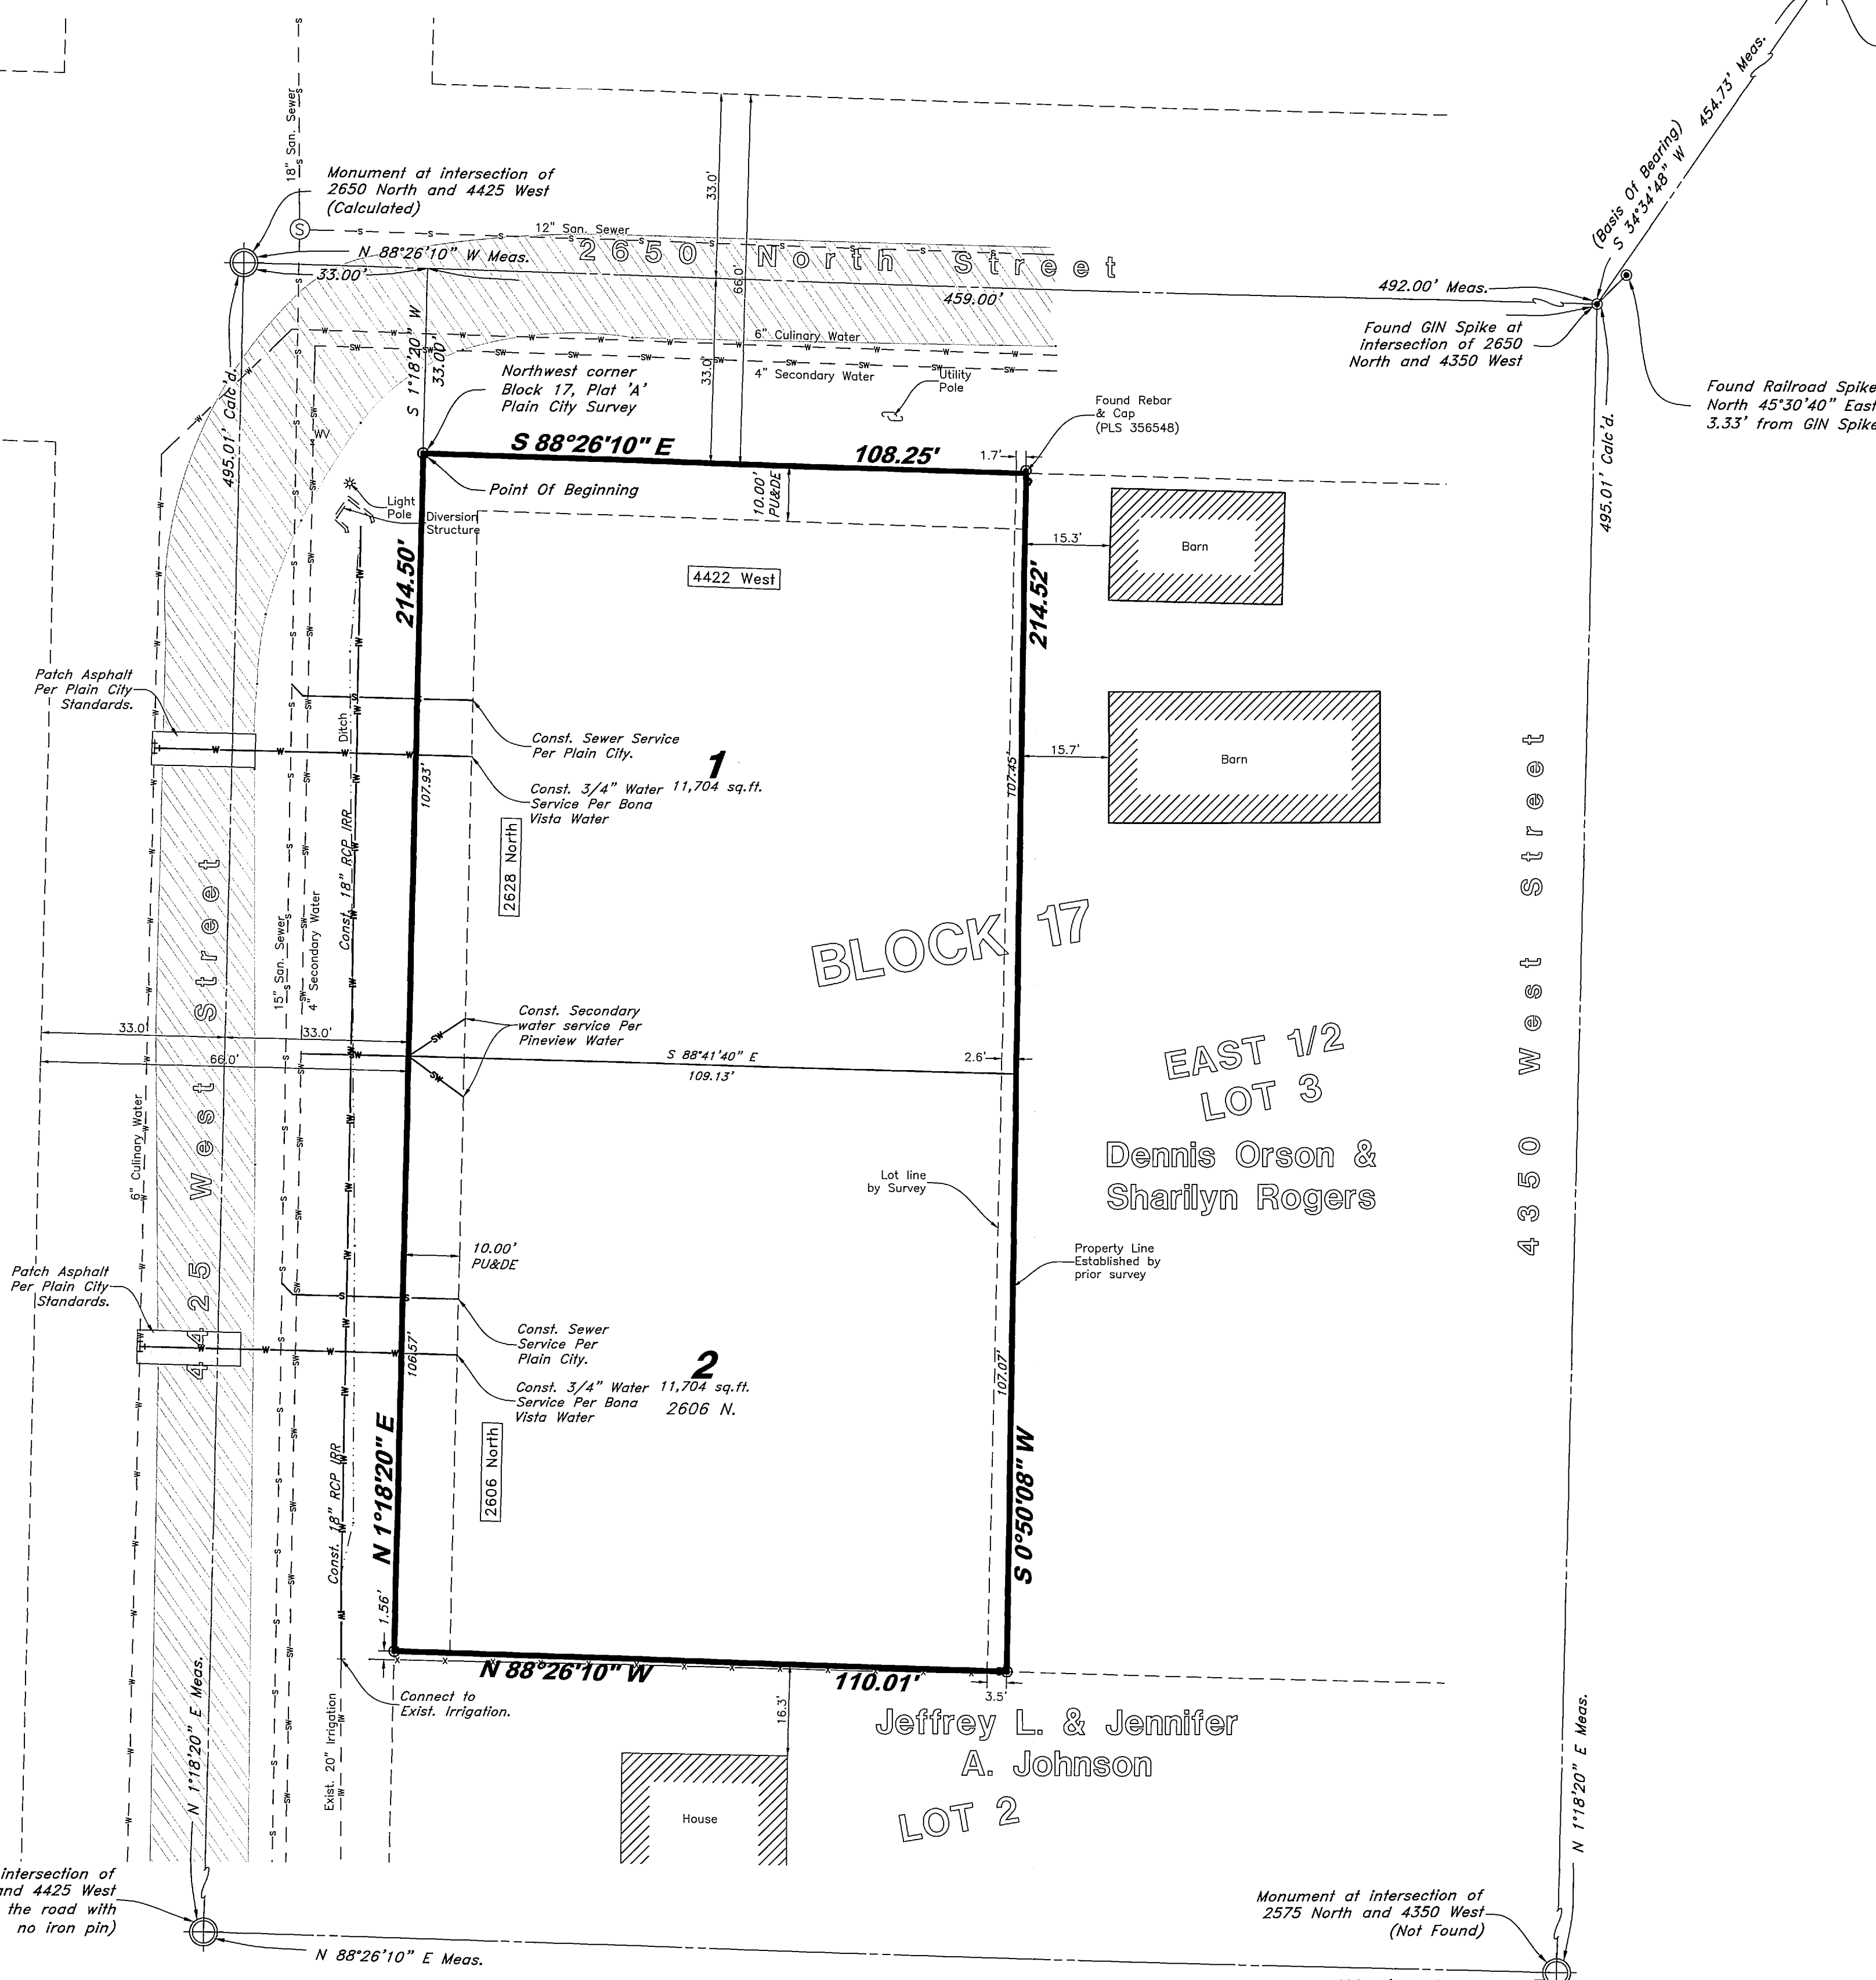 18" San. Sewer
Monument at intersection of
2650 North and 4425 West
(Calculated)
12" San. Sewer
N 88°26'10" W Meas.
33.00'
2650 North Street
459.00'
492.00' Meas.
33.0'
66.0'
33.0'
454.73' Meas.
(Basis Of Bearing)
S 34°34'48" W
Found GIN Spike at
intersection of 2650
North and 4350 West
Found Railroad Spike
North 45°30'40" East
3.33' from GIN Spike
495.01' Calc'd.
495.01' Calc'd.
S 1°18'20" W
33.00'
6" Culinary Water
4" Secondary Water
Utility
Pole
Northwest corner
Block 17, Plat 'A'
Plain City Survey
Found Rebar
& Cap
(PLS 356548)
WV
S 88°26'10" E
108.25'
1.7'
Point Of Beginning
10.00'
PU&DE
Light
Pole
Diversion
Structure
214.50'
4422 West
214.52'
15.3'
Barn
Patch Asphalt
Per Plain City
Standards.
Ditch
Const. Sewer Service
Per Plain City.
1
11,704 sq.ft.
Const. 3/4" Water
Service Per Bona
Vista Water
107.93'
107.45'
15.7'
Barn
2628 North
Const. 18" RCP IRR
4425 West Street
4350 West Street
BLOCK 17
15" San. Sewer
4" Secondary Water
Const. Secondary
water service Per
Pineview Water
33.0'
33.0'
66.0'
S 88°41'40" E
109.13'
2.6'
EAST 1/2
LOT 3
Dennis Orson &
Sharilyn Rogers
6" Culinary Water
Lot line
by Survey
Property Line
Established by
prior survey
10.00'
PU&DE
Patch Asphalt
Per Plain City
Standards.
Const. Sewer
Service Per
Plain City.
2
11,704 sq.ft.
2606 N.
Const. 3/4" Water
Service Per Bona
Vista Water
106.57'
107.07'
2606 North
Const. 18" RCP IRR
N 1°18'20" E
S 0°50'08" W
1.56'
N 88°26'10" W
110.01'
3.5'
16.3'
Connect to
Exist. Irrigation.
Exist. 20" Irrigation
Jeffrey L. & Jennifer
A. Johnson
LOT 2
House
N 1°18'20" E Meas.
N 1°18'20" E Meas.
intersection of
and 4425 West
the road with
no iron pin)
N 88°26'10" E Meas.
Monument at intersection of
2575 North and 4350 West
(Not Found)